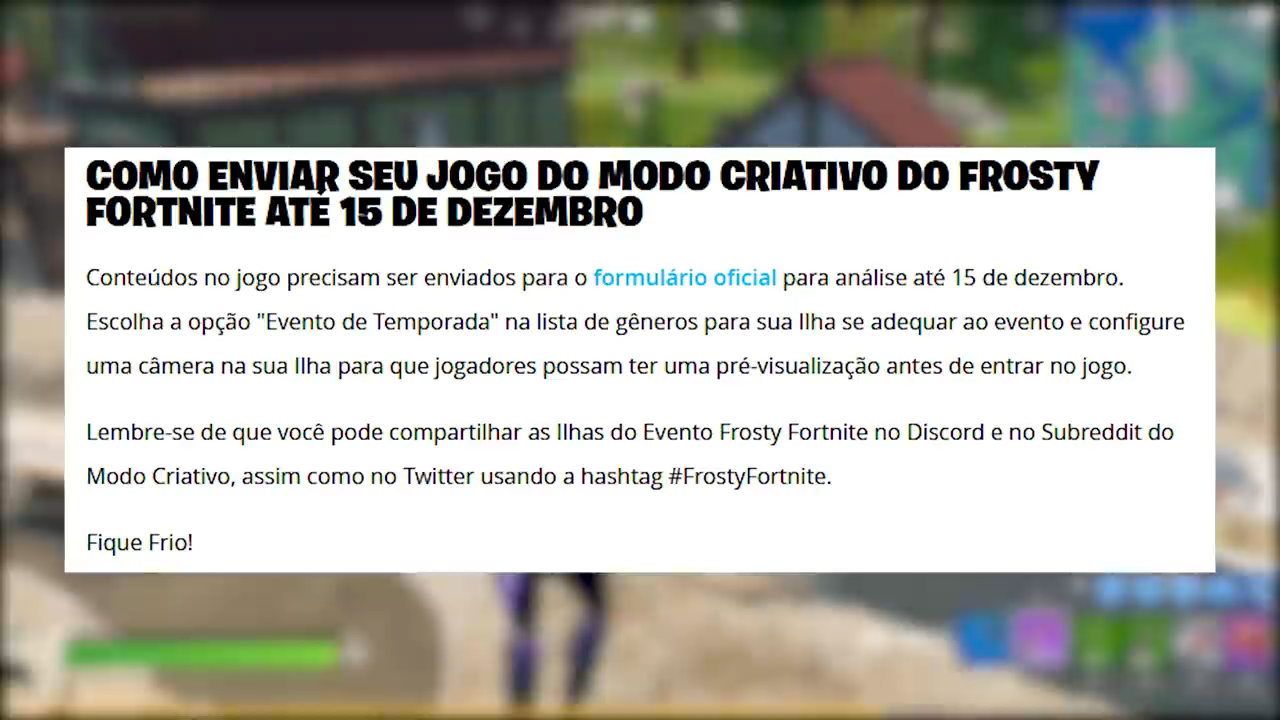 COMO ENVIAR SEU JOGO DO MODO CRIATIVO DO FROSTY
FORTNITE ATÉ 15 DE DEZEMBRO
Conteúdos no jogo precisam ser enviados para o formulário oficial para análise até 15 de dezembro.
Escolha a opção "Evento de Temporada" na lista de gêneros para sua Ilha se adequar ao evento e configure
uma câmera na sua Ilha para que jogadores possam ter uma pré-visualização antes de entrar no jogo.
Lembre-se de que você pode compartilhar as Ilhas do Evento Frosty Fortnite no Discord e no Subreddit do
Modo Criativo, assim como no Twitter usando a hashtag #FrostyFortnite.
Fique Frio!